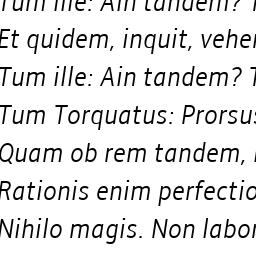 Tum ille: Ain tandem?
Et quidem, inquit, vehe
Tum ille: Ain tandem? T
Tum Torquatus: Prorsus
Quam ob rem tandem,
Rationis enim perfectio
Nihilo magis. Non labor